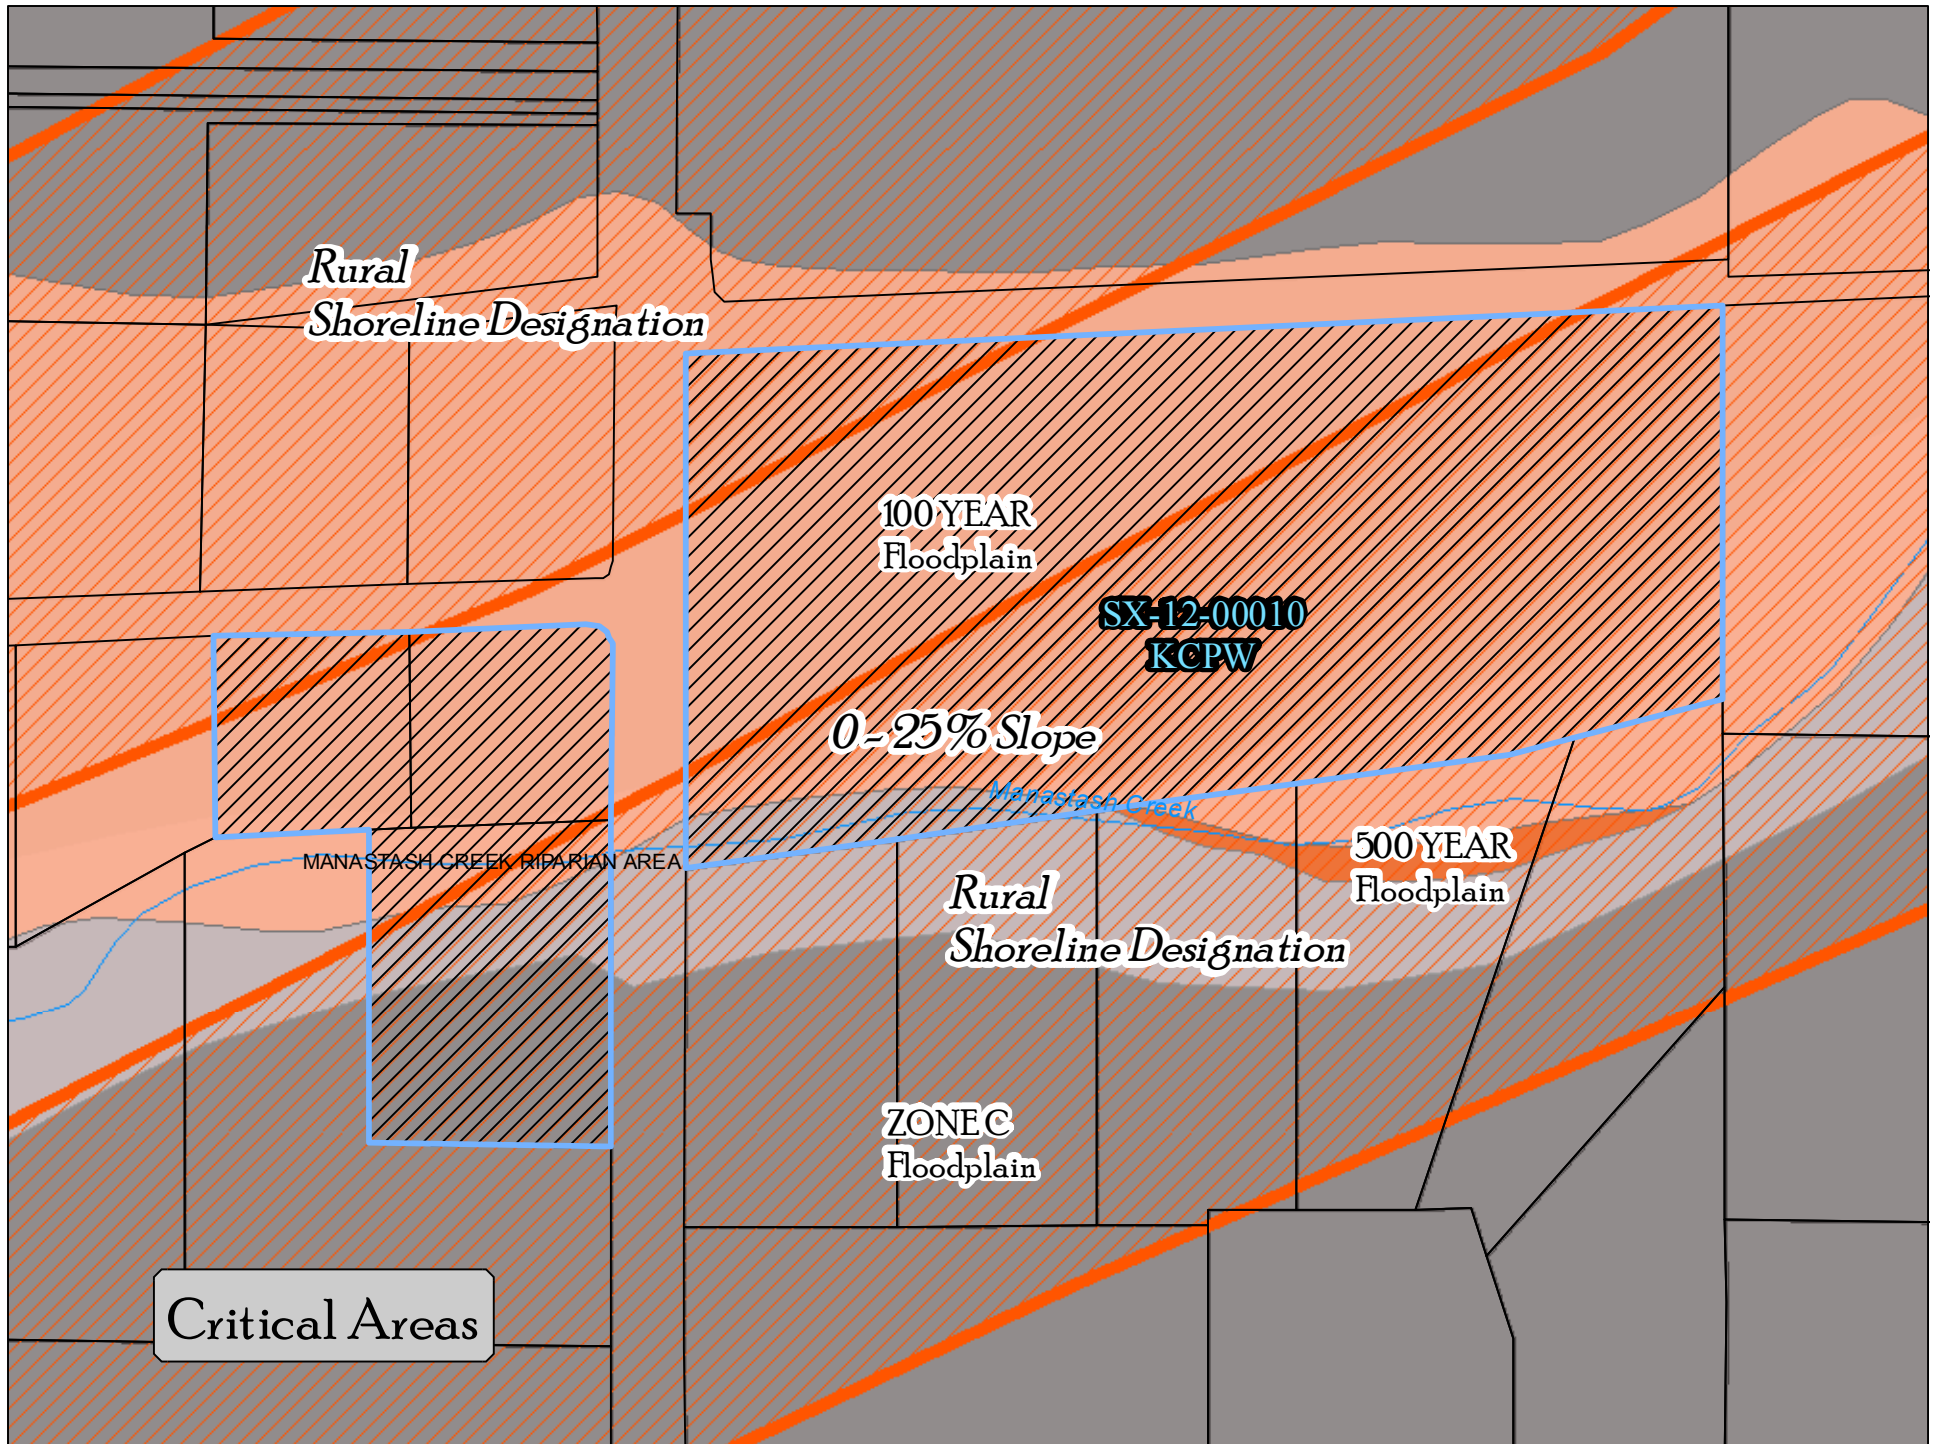 Rural
Shoreline Designation
100 YEAR
Floodplain
SX-12-00010
KCPW
0 - 25% Slope
Manastash Creek
500 YEAR
Floodplain
MANASTASH CREEK RIPARIAN AREA
Rural
Shoreline Designation
ZONE C
Floodplain
Critical Areas